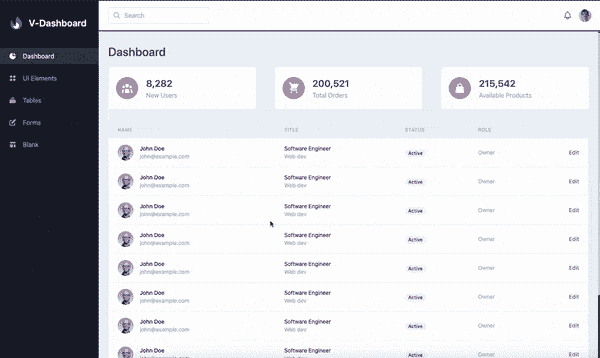 V-Dashboard
Search
Dashboard
UI Elements
Tables
Forms
Blank
Dashboard
8,282
New Users
200,521
Total Orders
215,542
Available Products
NAME TITLE STATUS ROLE
John Doe Software Engineer
john@example.com Web dev Active Owner Edit
John Doe Software Engineer
john@example.com Web dev Active Owner Edit
John Doe Software Engineer
john@example.com Web dev Active Owner Edit
John Doe Software Engineer
john@example.com Web dev Active Owner Edit
John Doe Software Engineer
john@example.com Web dev Active Owner Edit
John Doe Software Engineer
john@example.com Web dev Active Owner Edit
John Doe Software Engineer
john@example.com Web dev Active Owner Edit
John Doe Software Engineer
john@example.com Web dev Active Owner Edit